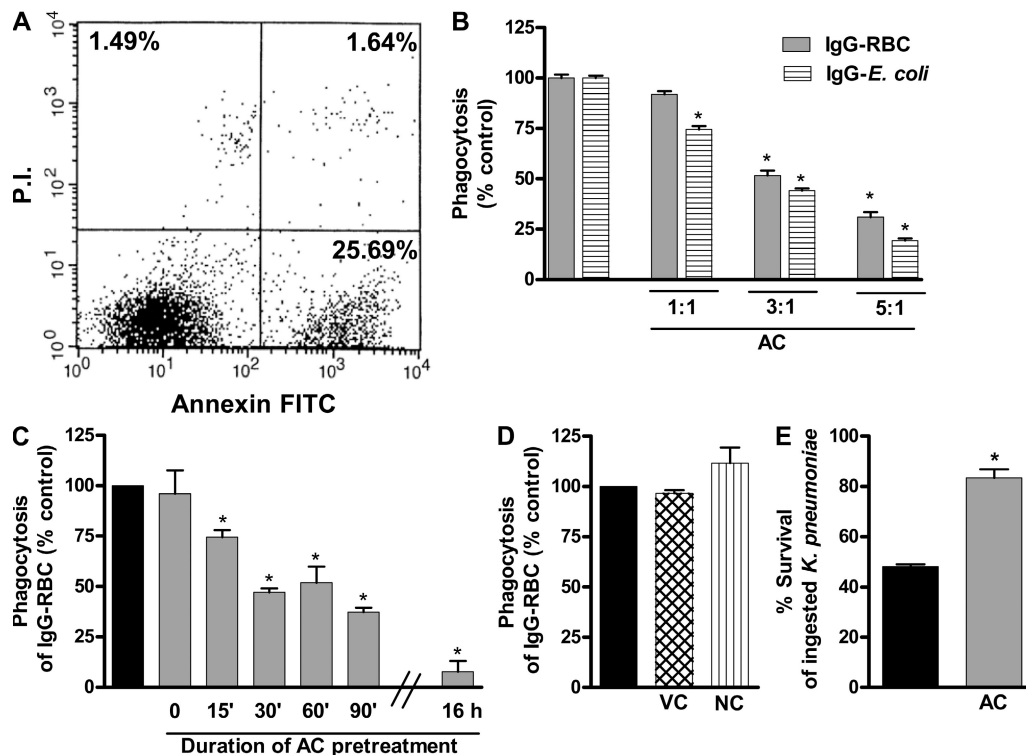 A
1.49%
1.64%
25.69%
10^4
10^3
10^2
10^1
10^0
P.I.
10^0 10^1 10^2 10^3 10^4
Annexin FITC
B
IgG-RBC
IgG-E. coli
Phagocytosis
(% control)
125
100
75
50
25
0
* * * * *
1:1 3:1 5:1
AC
C
Phagocytosis
of IgG-RBC (% control)
125
100
75
50
25
0
* * * * *
0 15' 30' 60' 90' 16 h
Duration of AC pretreatment
D
Phagocytosis
of IgG-RBC (% control)
125
100
75
50
25
0
VC NC
E
% Survival
of ingested K. pneumoniae
100
80
60
40
20
0
*
AC